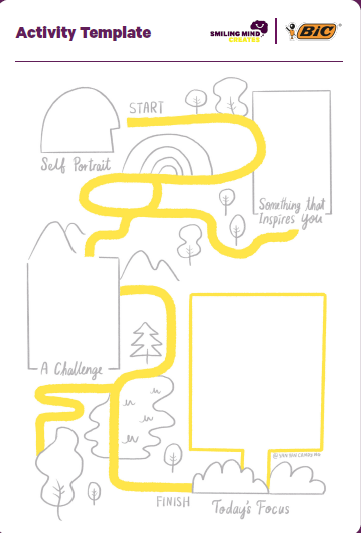 Activity Template
SMILING MIND
CREATES
BIC
START
Self Portrait
Something that
Inspires you
A Challenge
FINISH
Today's Focus